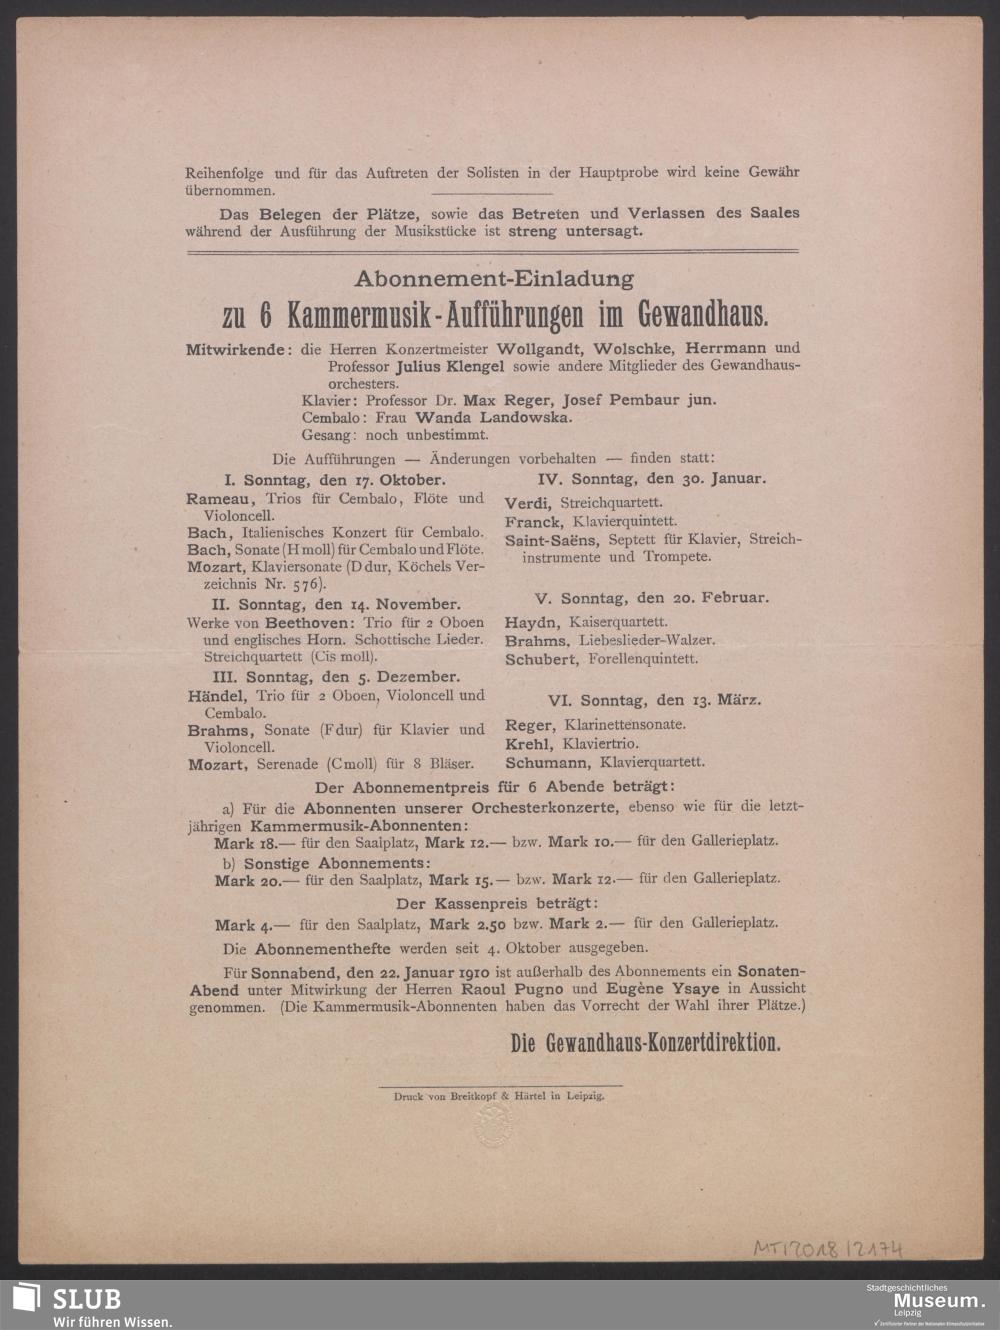 Reihenfolge und für das Auftreten der Solisten in der Hauptprobe wird keine Gewähr
übernommen.
Das Belegen der Plätze, sowie das Betreten und Verlassen des Saales
während der Ausführung der Musikstücke ist streng untersagt.
Abonnement-Einladung
zu 6 Kammermusik-Aufführungen im Gewandhaus.
Mitwirkende: die Herren Konzertmeister Wollgandt, Wolschke, Herrmann und
Professor Julius Klengel sowie andere Mitglieder des Gewandhaus-
orchesters.
Klavier: Professor Dr. Max Reger, Josef Pembaur jun.
Cembalo: Frau Wanda Landowska.
Gesang: noch unbestimmt.
Die Aufführungen — Änderungen vorbehalten — finden statt:
I. Sonntag, den 17. Oktober.
Rameau, Trios für Cembalo, Flöte und
Violoncell.
Bach, Italienisches Konzert für Cembalo.
Bach, Sonate (H moll) für Cembalo und Flöte.
Mozart, Klaviersonate (D dur, Köchels Ver-
zeichnis Nr. 576).
II. Sonntag, den 14. November.
Werke von Beethoven: Trio für 2 Oboen
und englisches Horn. Schottische Lieder.
Streichquartett (Cis moll).
III. Sonntag, den 5. Dezember.
Händel, Trio für 2 Oboen, Violoncell und
Cembalo.
Brahms, Sonate (F dur) für Klavier und
Violoncell.
Mozart, Serenade (C moll) für 8 Bläser.
IV. Sonntag, den 30. Januar.
Verdi, Streichquartett.
Franck, Klavierquintett.
Saint-Saëns, Septett für Klavier, Streich-
instrumente und Trompete.
V. Sonntag, den 20. Februar.
Haydn, Kaiserquartett.
Brahms, Liebeslieder-Walzer.
Schubert, Forellenquintett.
VI. Sonntag, den 13. März.
Reger, Klarinettensonate.
Krehl, Klaviertrio.
Schumann, Klavierquartett.
Der Abonnementpreis für 6 Abende beträgt:
a) Für die Abonnenten unserer Orchesterkonzerte, ebenso wie für die letzt-
jährigen Kammermusik-Abonnenten:
Mark 18.— für den Saalplatz, Mark 12.— bzw. Mark 10.— für den Gallerieplatz.
b) Sonstige Abonnements:
Mark 20.— für den Saalplatz, Mark 15.— bzw. Mark 12.— für den Gallerieplatz.
Der Kassenpreis beträgt:
Mark 4.— für den Saalplatz, Mark 2.50 bzw. Mark 2.— für den Gallerieplatz.
Die Abonnementhefte werden seit 4. Oktober ausgegeben.
Für Sonnabend, den 22. Januar 1910 ist außerhalb des Abonnements ein Sonaten-
Abend unter Mitwirkung der Herren Raoul Pugno und Eugène Ysaye in Aussicht
genommen. (Die Kammermusik-Abonnenten haben das Vorrecht der Wahl ihrer Plätze.)
Die Gewandhaus-Konzertdirektion.
Druck von Breitkopf & Härtel in Leipzig.
MT/2018/2174
SLUB
Wir führen Wissen.
Stadtgeschichtliches
Museum.
Leipzig
Zertifizierter Partner der Nationalen Klimaschutzinitiative